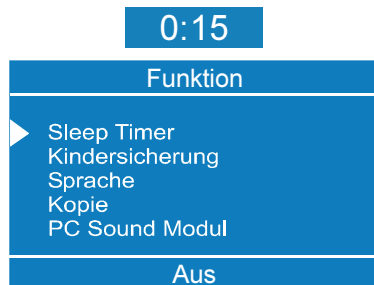 0:15
Funktion
Sleep Timer
Kindersicherung
Sprache
Kopie
PC Sound Modul
Aus